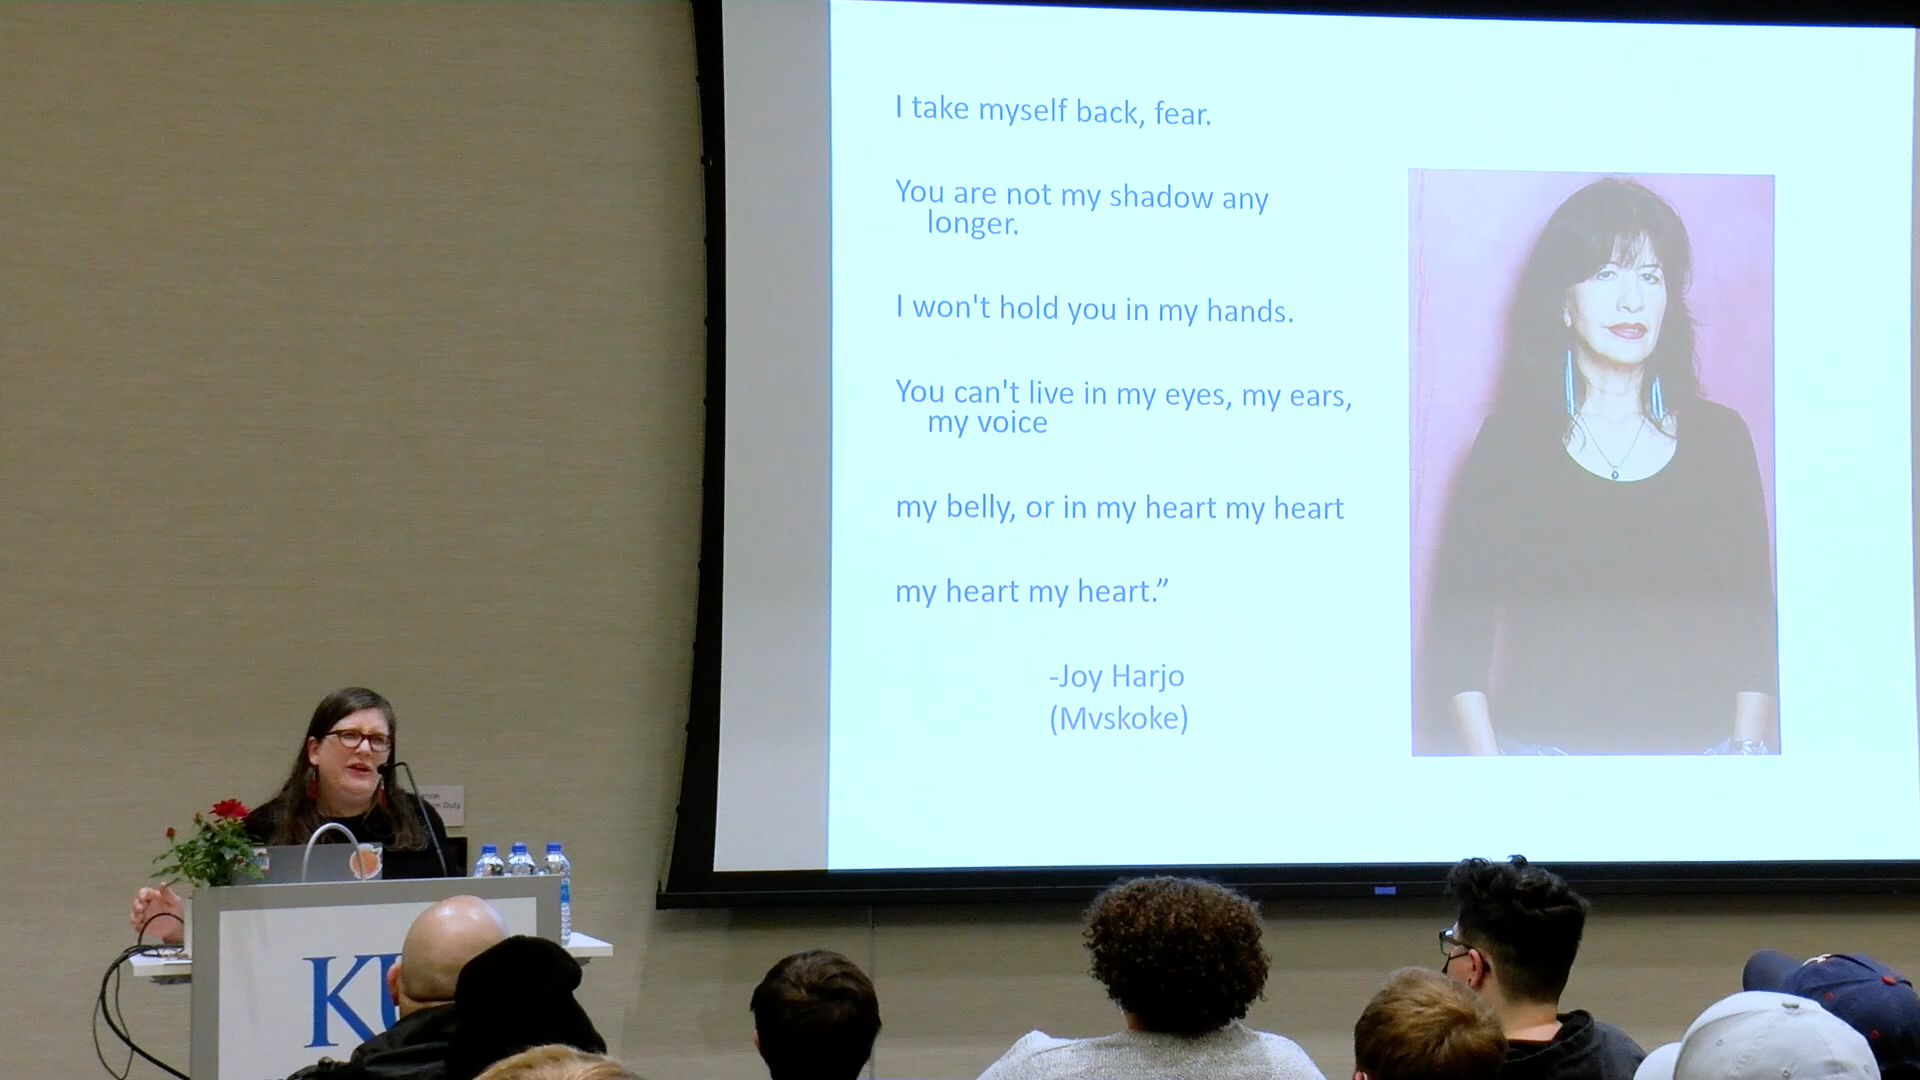 I take myself back, fear.
You are not my shadow any
longer.
I won't hold you in my hands.
You can't live in my eyes, my ears,
my voice
my belly, or in my heart my heart
my heart my heart.”
-Joy Harjo
(Mvskoke)
KU